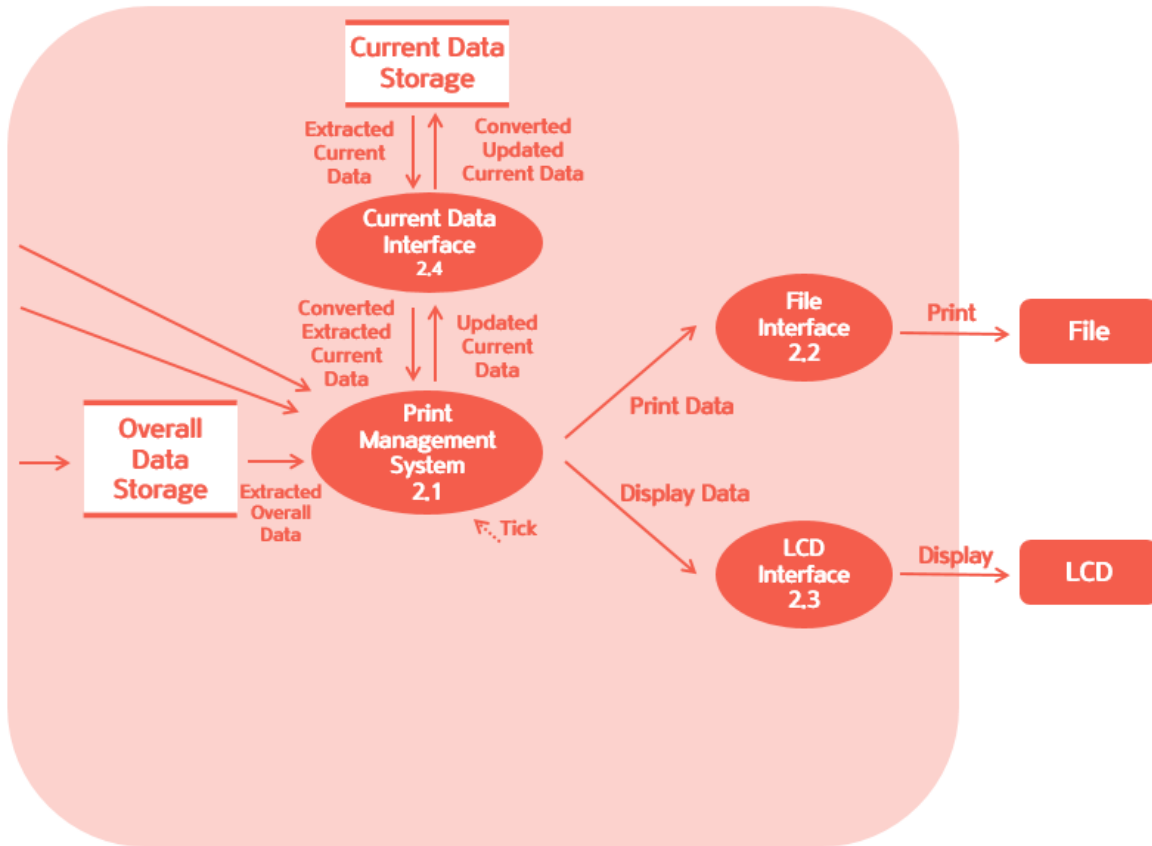 Current Data
Storage
Extracted
Current
Data
Converted
Updated
Current Data
Current Data
Interface
2.4
Converted
Extracted
Current
Data
Updated
Current
Data
File
Interface
2.2
Print
File
Print Data
Overall
Data
Storage
Extracted
Overall
Data
Print
Management
System
2.1
Tick
Display Data
LCD
Interface
2.3
Display
LCD